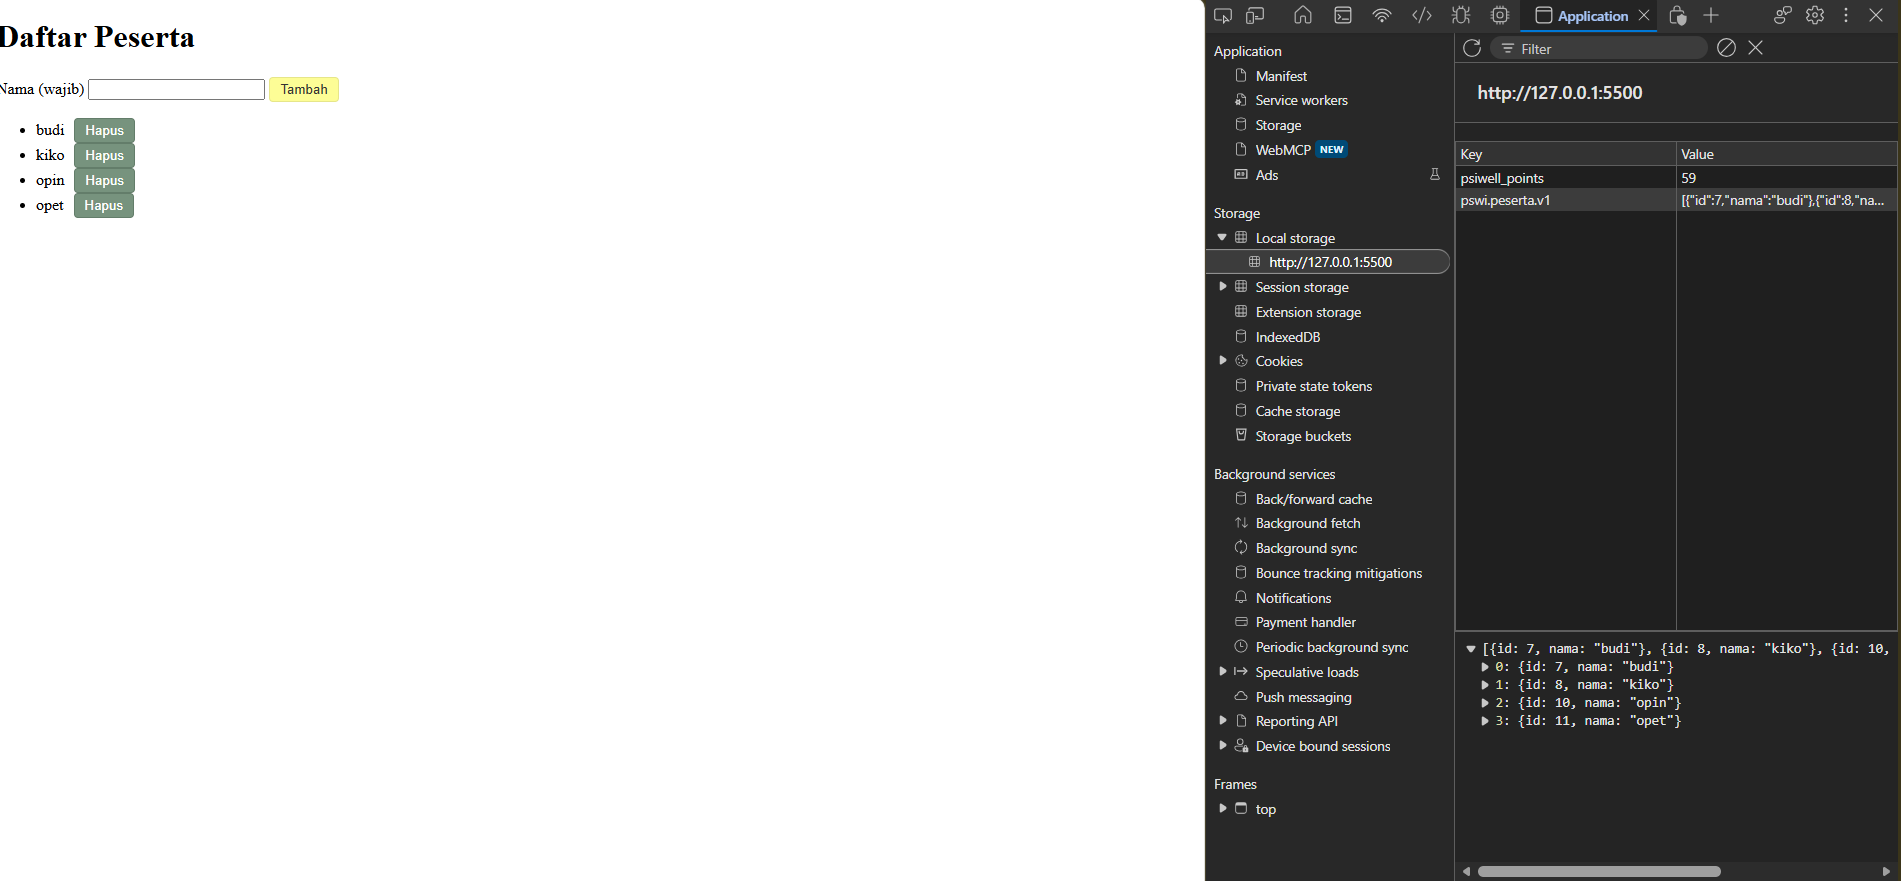 Daftar Peserta
Nama (wajib) Tambah
budi Hapus
kiko Hapus
opin Hapus
opet Hapus
Application
Filter
Application
Manifest
Service workers
Storage
WebMCP NEW
Ads
Storage
Local storage
http://127.0.0.1:5500
Session storage
Extension storage
IndexedDB
Cookies
Private state tokens
Cache storage
Storage buckets
Background services
Back/forward cache
Background fetch
Background sync
Bounce tracking mitigations
Notifications
Payment handler
Periodic background sync
Speculative loads
Push messaging
Reporting API
Device bound sessions
Frames
top
http://127.0.0.1:5500
Key Value
psiwell_points 59
pswi.peserta.v1 [{"id":7,"nama":"budi"},{"id":8,"na...
[{id: 7, nama: "budi"}, {id: 8, nama: "kiko"}, {id: 10,
0: {id: 7, nama: "budi"}
1: {id: 8, nama: "kiko"}
2: {id: 10, nama: "opin"}
3: {id: 11, nama: "opet"}